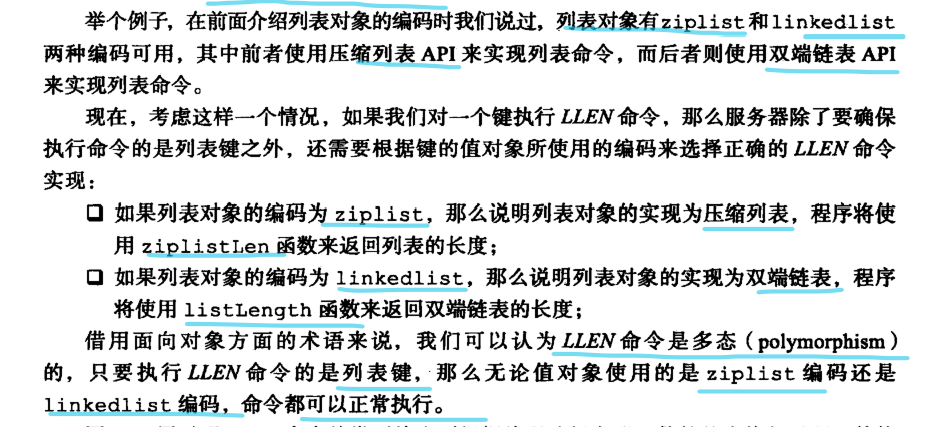 举个例子，在前面介绍列表对象的编码时我们说过，列表对象有ziplist和linkedlist
两种编码可用，其中前者使用压缩列表 API 来实现列表命令，而后者则使用双端链表 API
来实现列表命令。
现在，考虑这样一个情况，如果我们对一个键执行 LLEN 命令，那么服务器除了要确保
执行命令的是列表键之外，还需要根据键的值对象所使用的编码来选择正确的 LLEN 命令
实现：
❑ 如果列表对象的编码为 ziplist，那么说明列表对象的实现为压缩列表，程序将使
用 ziplistLen 函数来返回列表的长度；
❑ 如果列表对象的编码为 linkedlist，那么说明列表对象的实现为双端链表，程序
将使用 listLength 函数来返回双端链表的长度；
借用面向对象方面的术语来说，我们可以认为 LLEN 命令是多态（polymorphism）
的，只要执行 LLEN 命令的是列表键，那么无论值对象使用的是 ziplist 编码还是
linkedlist 编码，命令都可以正常执行。